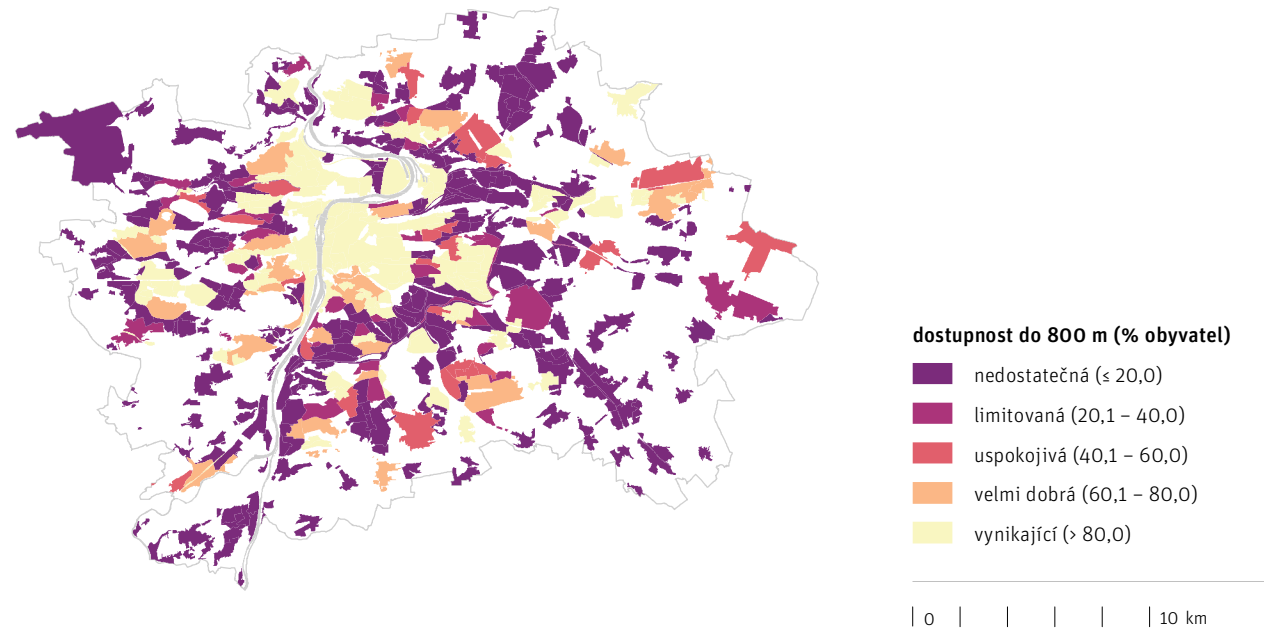 dostupnost do 800 m (% obyvatel)
nedostatečná (≤ 20,0)
limitovaná (20,1 – 40,0)
uspokojivá (40,1 – 60,0)
velmi dobrá (60,1 – 80,0)
vynikající (> 80,0)
0 10 km